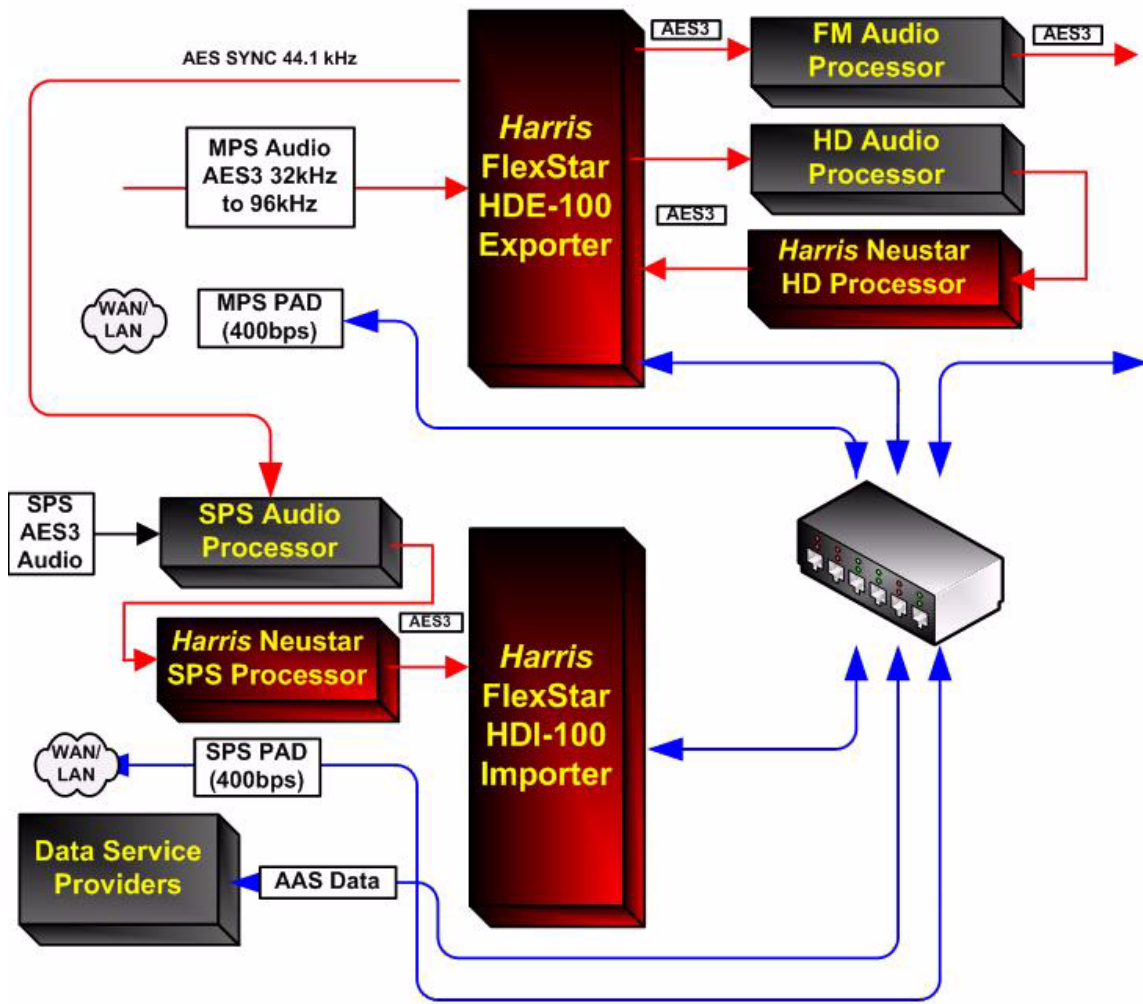 AES SYNC 44.1 kHz
MPS Audio
AES3 32kHz
to 96kHz
Harris
FlexStar
HDE-100
Exporter
AES3
FM Audio
Processor
AES3
HD Audio
Processor
AES3
Harris Neustar
HD Processor
WAN/
LAN
MPS PAD
(400bps)
SPS
AES3
Audio
SPS Audio
Processor
Harris Neustar
SPS Processor
AES3
Harris
FlexStar
HDI-100
Importer
WAN/
LAN
SPS PAD
(400bps)
Data Service
Providers
AAS Data